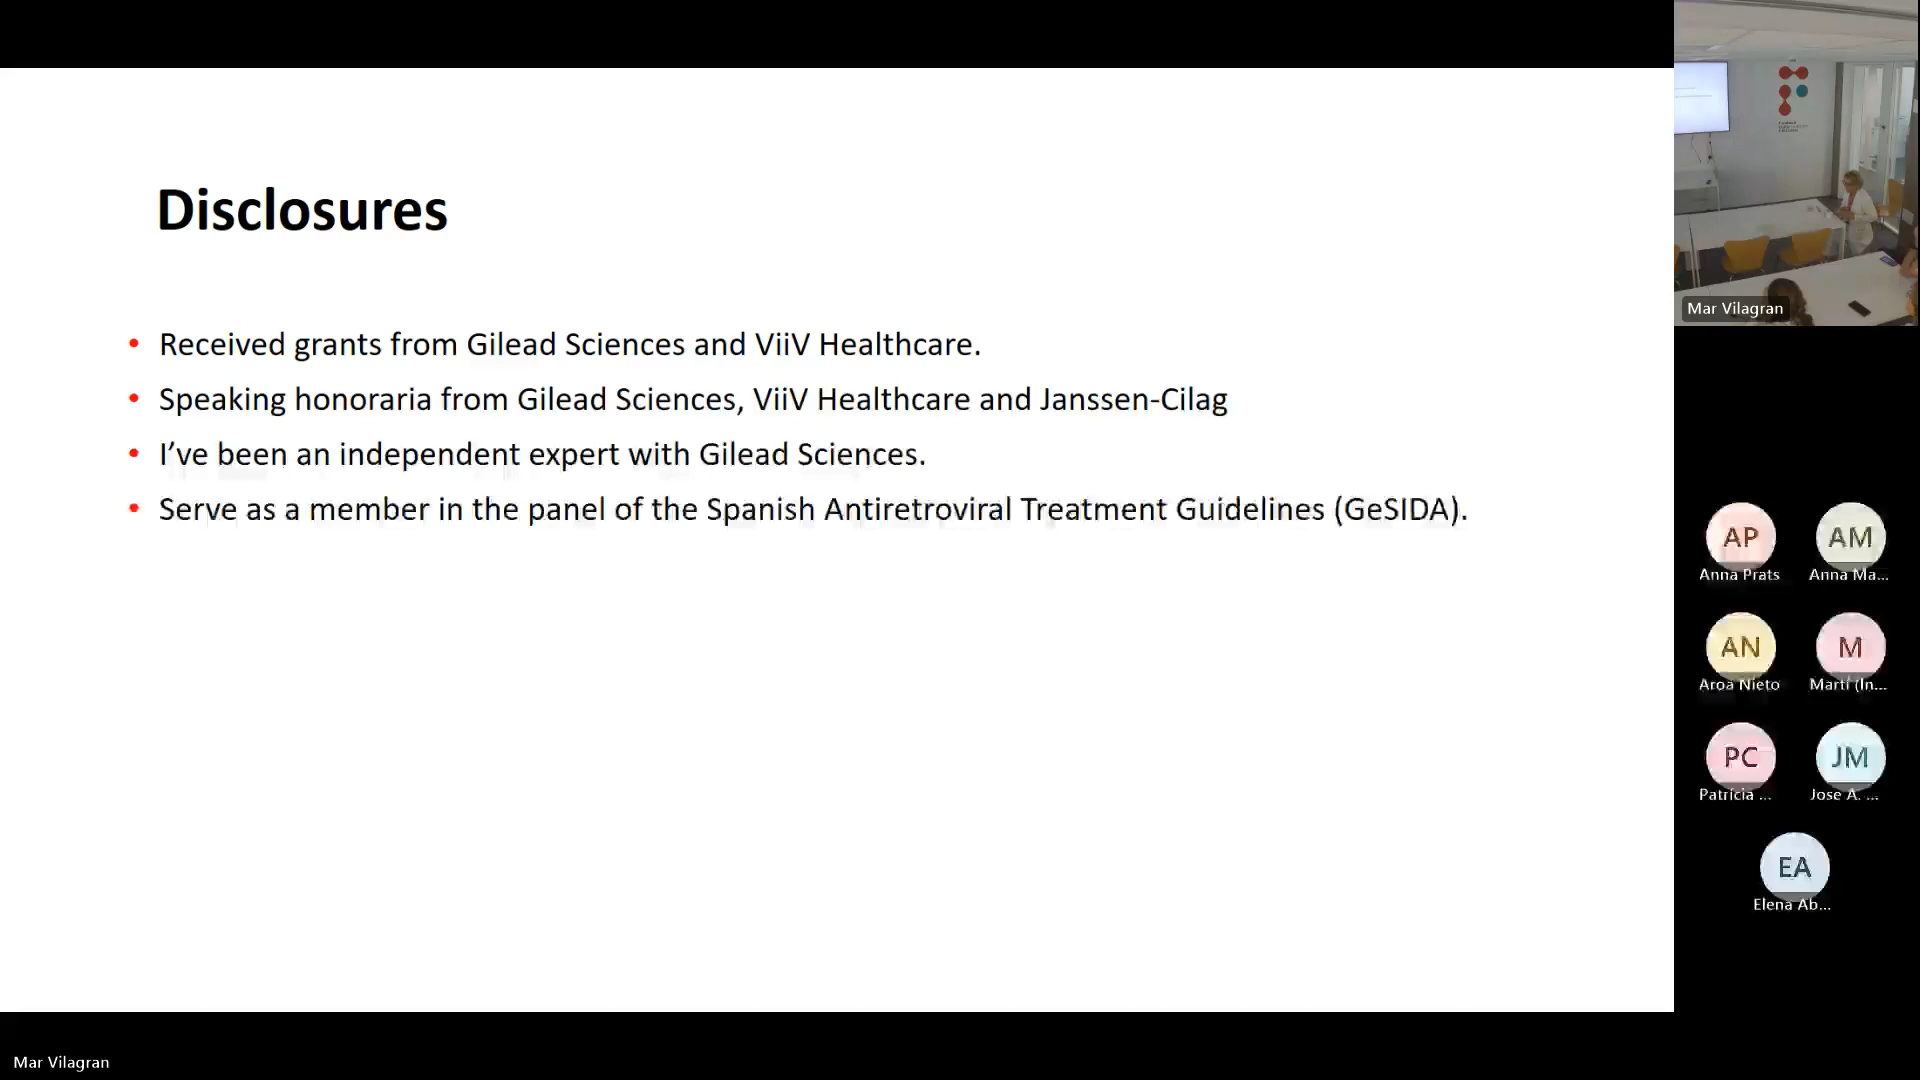 Disclosures
• Received grants from Gilead Sciences and ViiV Healthcare.
• Speaking honoraria from Gilead Sciences, ViiV Healthcare and Janssen-Cilag
• I’ve been an independent expert with Gilead Sciences.
• Serve as a member in the panel of the Spanish Antiretroviral Treatment Guidelines (GeSIDA).
Mar Vilagran
AP
Anna Prats
AM
Anna Ma...
AN
Aroa Nieto
M
Martí (In...
PC
Patrícia ...
JM
Jose A. ...
EA
Elena Ab...
Mar Vilagran